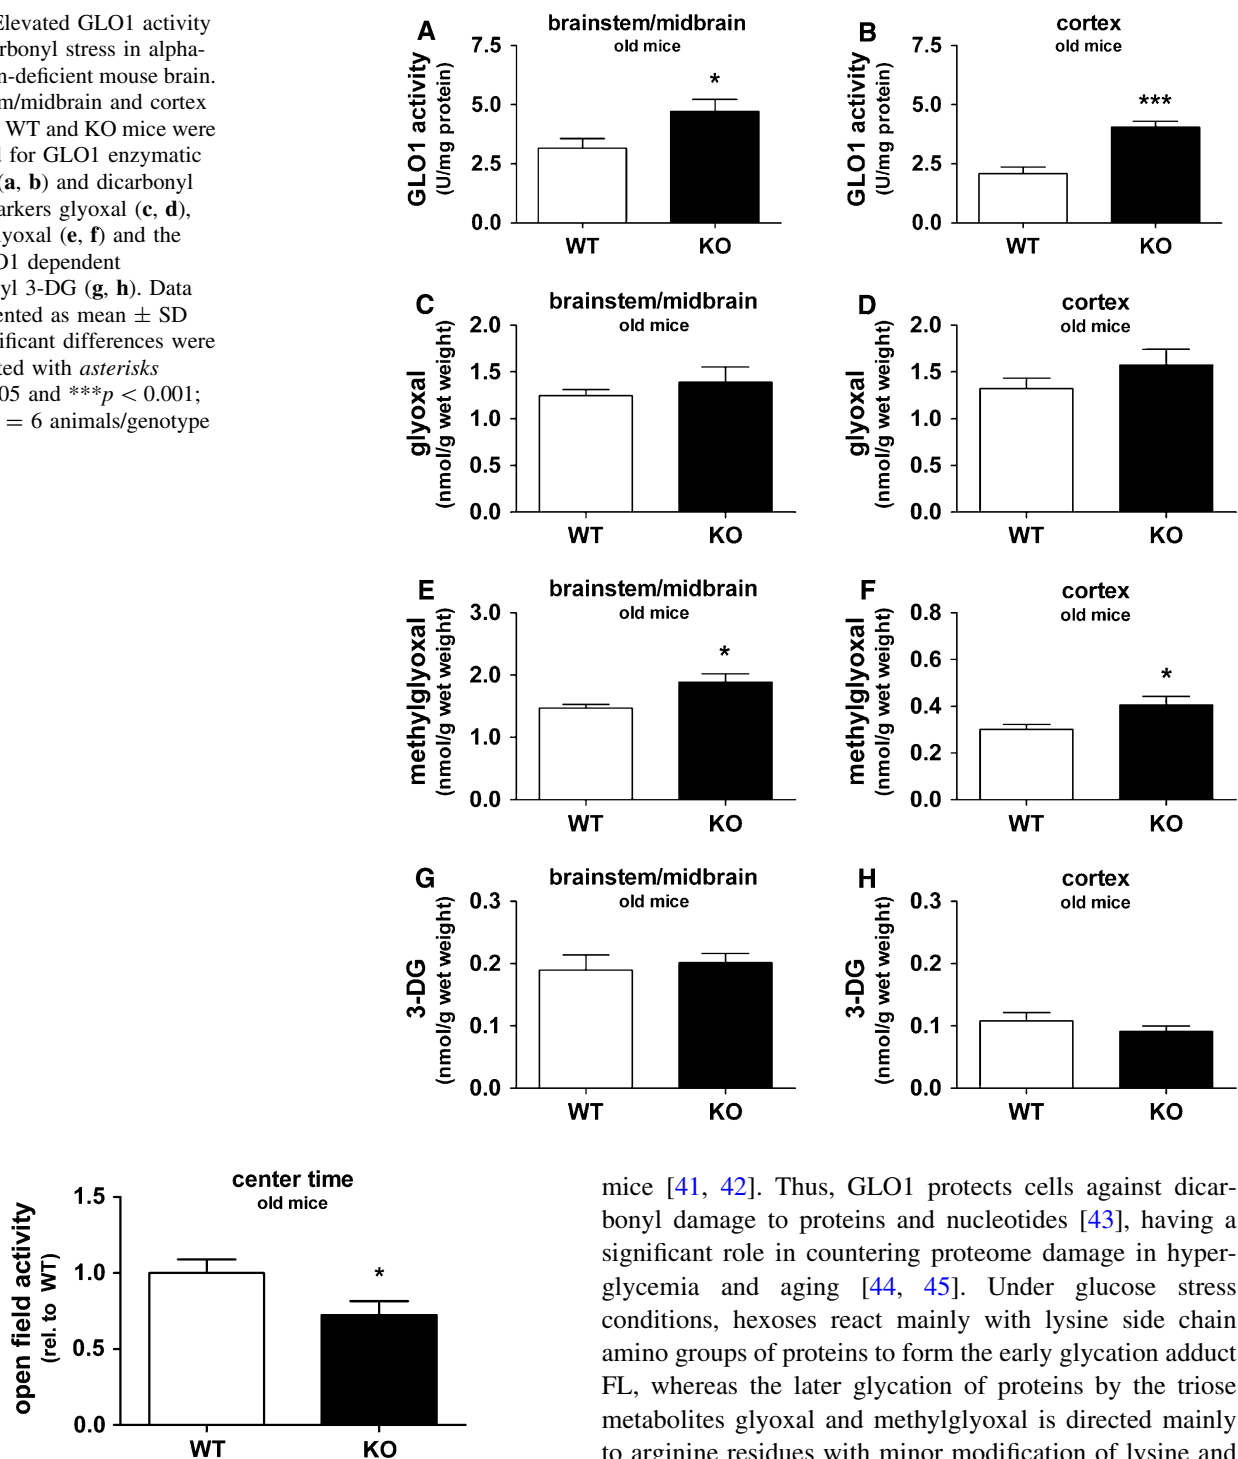 Elevated GLO1 activity
rbonyl stress in alpha-
n-deficient mouse brain.
m/midbrain and cortex
WT and KO mice were
d for GLO1 enzymatic
(a, b) and dicarbonyl
arkers glyoxal (c, d),
lyoxal (e, f) and the
O1 dependent
yl 3-DG (g, h). Data
ented as mean ± SD
ificant differences were
ted with asterisks
05 and ***p < 0.001;
= 6 animals/genotype
A
brainstem/midbrain
old mice
GLO1 activity
(U/mg protein)
7.5
5.0
2.5
0.0
*
WT KO
B
cortex
old mice
GLO1 activity
(U/mg protein)
7.5
5.0
2.5
0.0
***
WT KO
C
brainstem/midbrain
old mice
glyoxal
(nmol/g wet weight)
2.0
1.5
1.0
0.5
0.0
WT KO
D
cortex
old mice
glyoxal
(nmol/g wet weight)
2.0
1.5
1.0
0.5
0.0
WT KO
E
brainstem/midbrain
old mice
methylglyoxal
(nmol/g wet weight)
3.0
2.0
1.0
0.0
*
WT KO
F
cortex
old mice
methylglyoxal
(nmol/g wet weight)
0.8
0.6
0.4
0.2
0.0
*
WT KO
G
brainstem/midbrain
old mice
3-DG
(nmol/g wet weight)
0.3
0.2
0.1
0.0
WT KO
H
cortex
old mice
3-DG
(nmol/g wet weight)
0.3
0.2
0.1
0.0
WT KO
center time
old mice
open field activity
(rel. to WT)
1.5
1.0
0.5
0.0
*
WT KO
mice [41, 42]. Thus, GLO1 protects cells against dicar-
bonyl damage to proteins and nucleotides [43], having a
significant role in countering proteome damage in hyper-
glycemia and aging [44, 45]. Under glucose stress
conditions, hexoses react mainly with lysine side chain
amino groups of proteins to form the early glycation adduct
FL, whereas the later glycation of proteins by the triose
metabolites glyoxal and methylglyoxal is directed mainly
to arginine residues with minor modification of lysine and